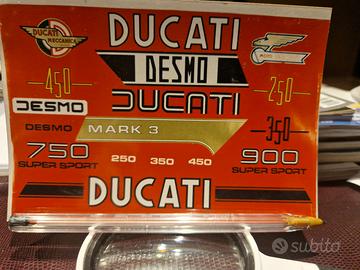 DUCATI
DUCATI
MECCANICA
DESMO
450
250
DUCATI
DESMO
DESMO
MARK 3
350
750
SUPER SPORT
250 350 450
900
SUPER SPORT
DUCATI
subito